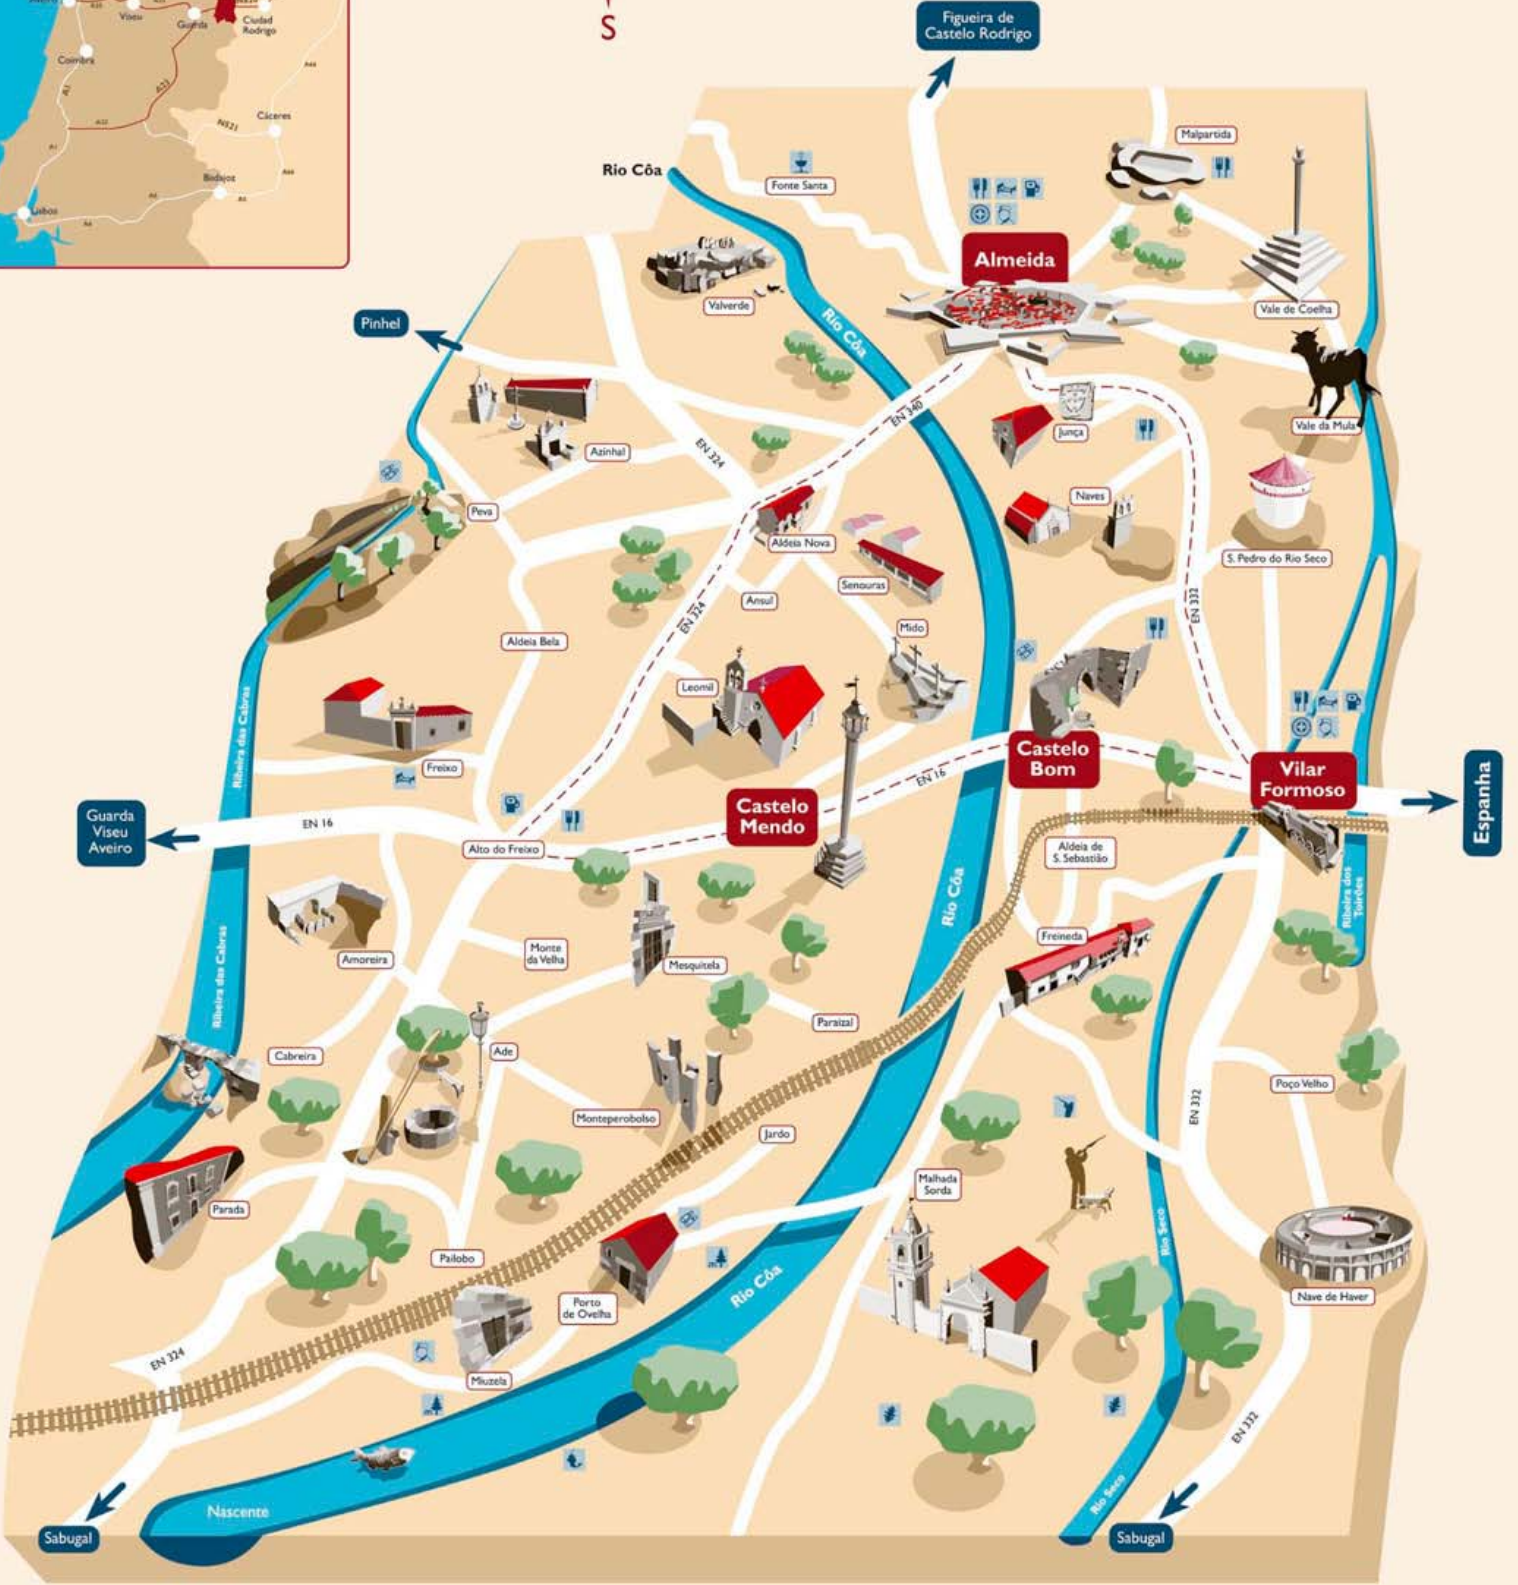 Viseu
Guarda
Ciudad
Rodrigo
Coimbra
A1
A23
A1
N521
Cáceres
Badajoz
Lisboa
S
Figueira de
Castelo Rodrigo
Malpartida
Rio Côa
Fonte Santa
Almeida
Valverde
Vale de Coelha
Pinhel
Rio Côa
EN 340
Junça
Vale da Mula
Azinhal
EN 324
Naves
Peva
Aldeia Nova
S. Pedro do Rio Seco
Senouras
Ansul
EN 324
EN 332
Mido
Aldeia Bela
Leomil
Ribeira das Cabras
Castelo
Bom
Freixo
Vilar
Formoso
EN 16
Castelo
Mendo
Espanha
Guarda
Viseu
Aveiro
EN 16
Alto do Freixo
Aldeia de
S. Sebastião
Rio Côa
Ribeira dos
Toirões
Freineda
Amoreira
Monte
da Velha
Mesquitela
Ribeira das Cabras
Paraizal
Cabreira
Ade
Poço Velho
Monteperobolso
EN 332
Jardo
Malhada
Sorda
Parada
Rio Seco
Pailobo
Rio Côa
Porto
de Ovelha
Nave de Haver
EN 324
Miuzela
EN 332
Rio Seco
Nascente
Sabugal
Sabugal